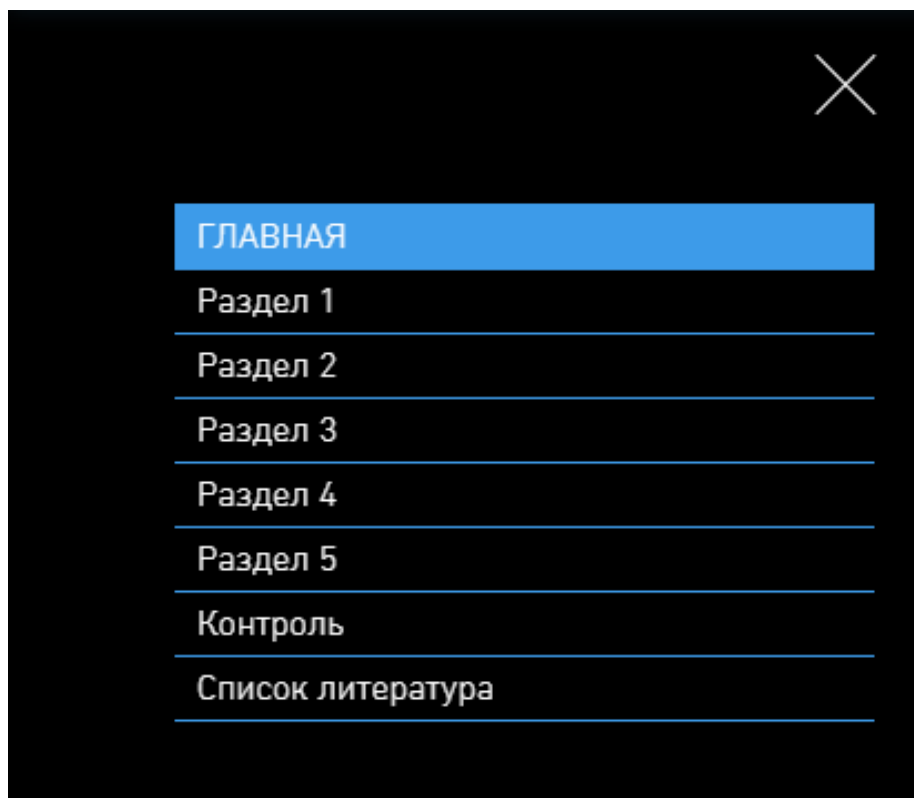 ГЛАВНАЯ
Раздел 1
Раздел 2
Раздел 3
Раздел 4
Раздел 5
Контроль
Список литература